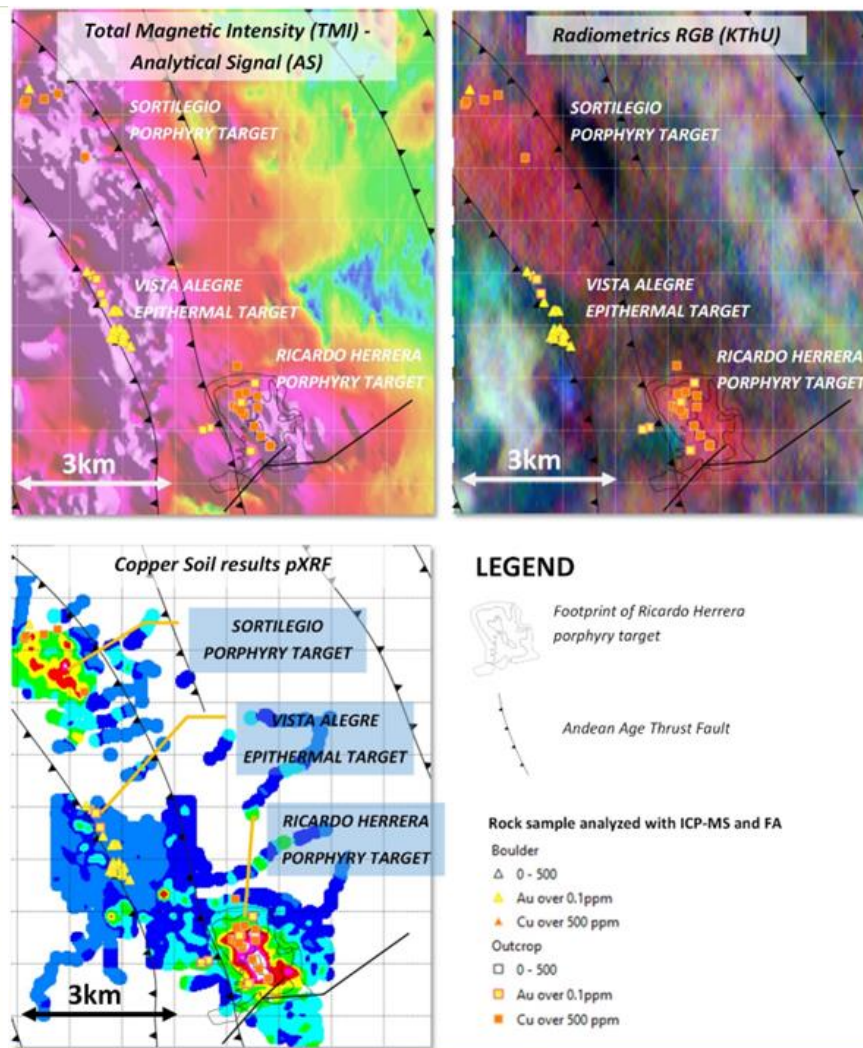 Total Magnetic Intensity (TMI) -
Analytical Signal (AS)
SORTILEGIO
PORPHYRY TARGET
VISTA ALEGRE
EPITHERMAL TARGET
RICARDO HERRERA
PORPHYRY TARGET
3km
Radiometrics RGB (KThU)
SORTILEGIO
PORPHYRY TARGET
VISTA ALEGRE
EPITHERMAL TARGET
RICARDO HERRERA
PORPHYRY TARGET
3km
Copper Soil results pXRF
SORTILEGIO
PORPHYRY TARGET
VISTA ALEGRE
EPITHERMAL TARGET
RICARDO HERRERA
PORPHYRY TARGET
3km
LEGEND
Footprint of Ricardo Herrera
porphyry target
Andean Age Thrust Fault
Rock sample analyzed with ICP-MS and FA
Boulder
0 - 500
Au over 0.1ppm
Cu over 500 ppm
Outcrop
0 - 500
Au over 0.1ppm
Cu over 500 ppm